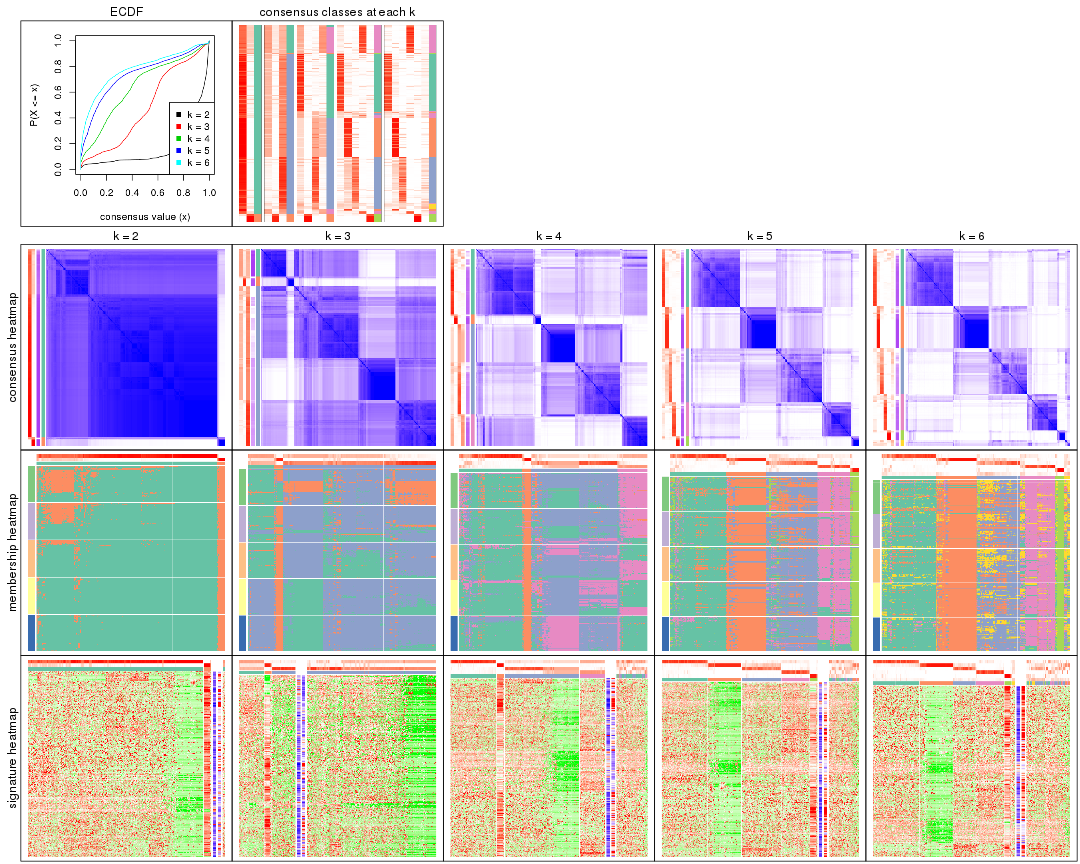 ECDF
consensus classes at each k
P(X <= x)
0.0
0.2
0.4
0.6
0.8
1.0
k = 2
k = 3
k = 4
k = 5
k = 6
0.0 0.2 0.4 0.6 0.8 1.0
consensus value (x)
k = 2
k = 3
k = 4
k = 5
k = 6
consensus heatmap
membership heatmap
signature heatmap